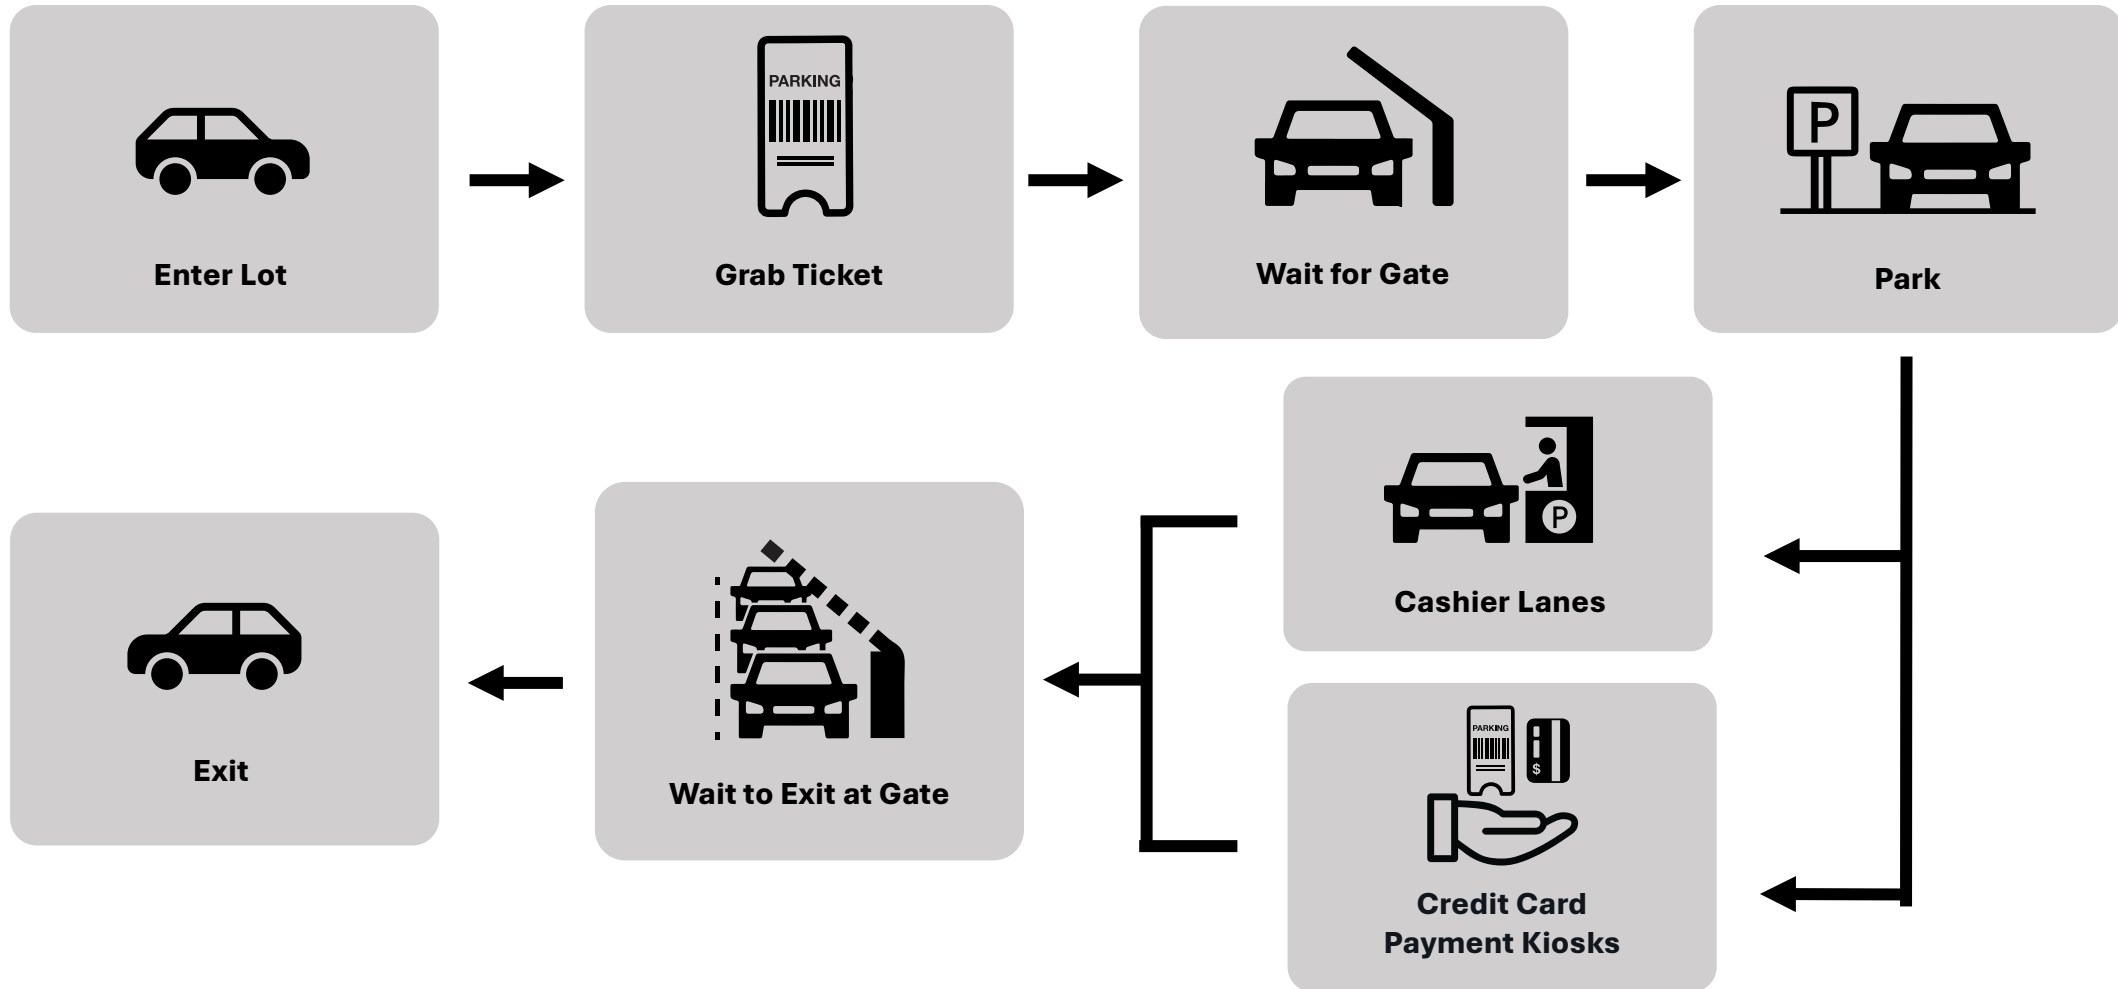 PARKING
Enter Lot
Grab Ticket
Wait for Gate
P
Park
P
Cashier Lanes
PARKING
$
Credit Card
Payment Kiosks
Wait to Exit at Gate
Exit